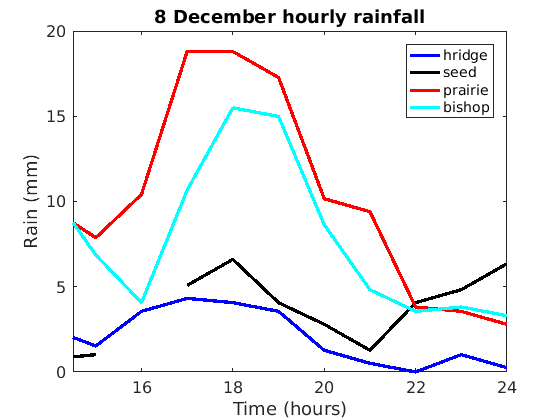 8 December hourly rainfall
20
15
10
5
0
Rain (mm)
hridge
seed
prairie
bishop
16 18 20 22 24
Time (hours)